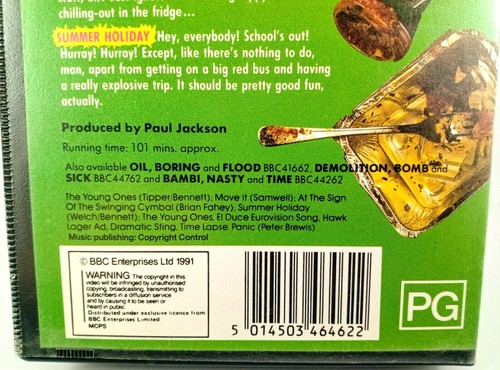 chilling-out in the fridge...
SUMMER HOLIDAY Hey, everybody! School's out!
Hurray! Hurray! Except, like there's nothing to do,
man, apart from getting on a big red bus and having
a really explosive trip. It should be pretty good fun,
actually.
Produced by Paul Jackson
Running time: 101 mins. approx.
Also available OIL, BORING and FLOOD BBC41662, DEMOLITION, BOMB and
SICK BBC44762 and BAMBI, NASTY and TIME BBC44262
The Young Ones (Tipper/Bennett); Move It (Samwell); At The Sign
Of The Swinging Cymbal (Brian Fahey); Summer Holiday
(Welch/Bennett); The Young Ones, El Duce Eurovision Song, Hawk
Lager Ad, Dramatic Sting, Time Lapse, Panic (Peter Brewis)
Music publishing: Copyright Control
© BBC Enterprises Ltd 1991
WARNING The copyright in this
video will be infringed by unauthorised
copying, broadcasting, transmitting to
subscribers in a diffusion service
and by causing it to be seen or
heard in public.
Distributed under exclusive licence from
BBC Enterprises Limited
MCPS
5 014503 464622
PG